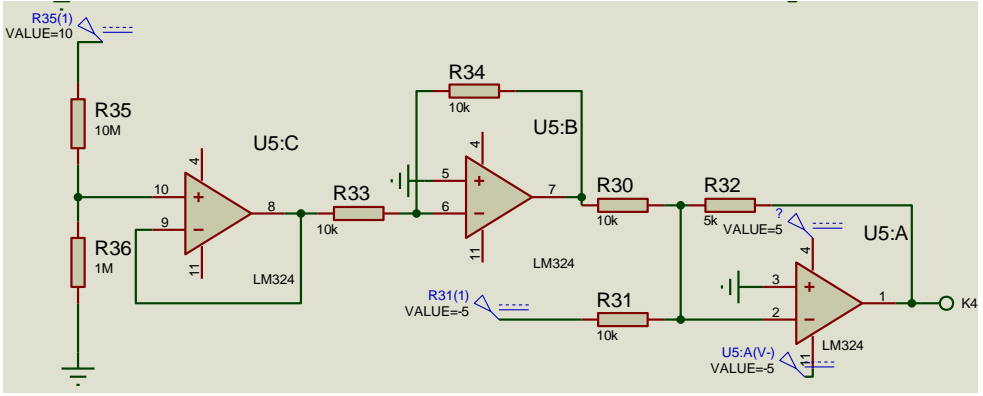 R35(1)
VALUE=10
R35
10M
R36
1M
U5:C
4
10
9
8
11
LM324
R33
10k
R34
10k
U5:B
4
5
6
7
11
LM324
R30
10k
R32
5k
?
VALUE=5
U5:A
R31(1)
VALUE=-5
R31
10k
4
3
2
1
11
LM324
K4
U5:A(V-)
VALUE=-5